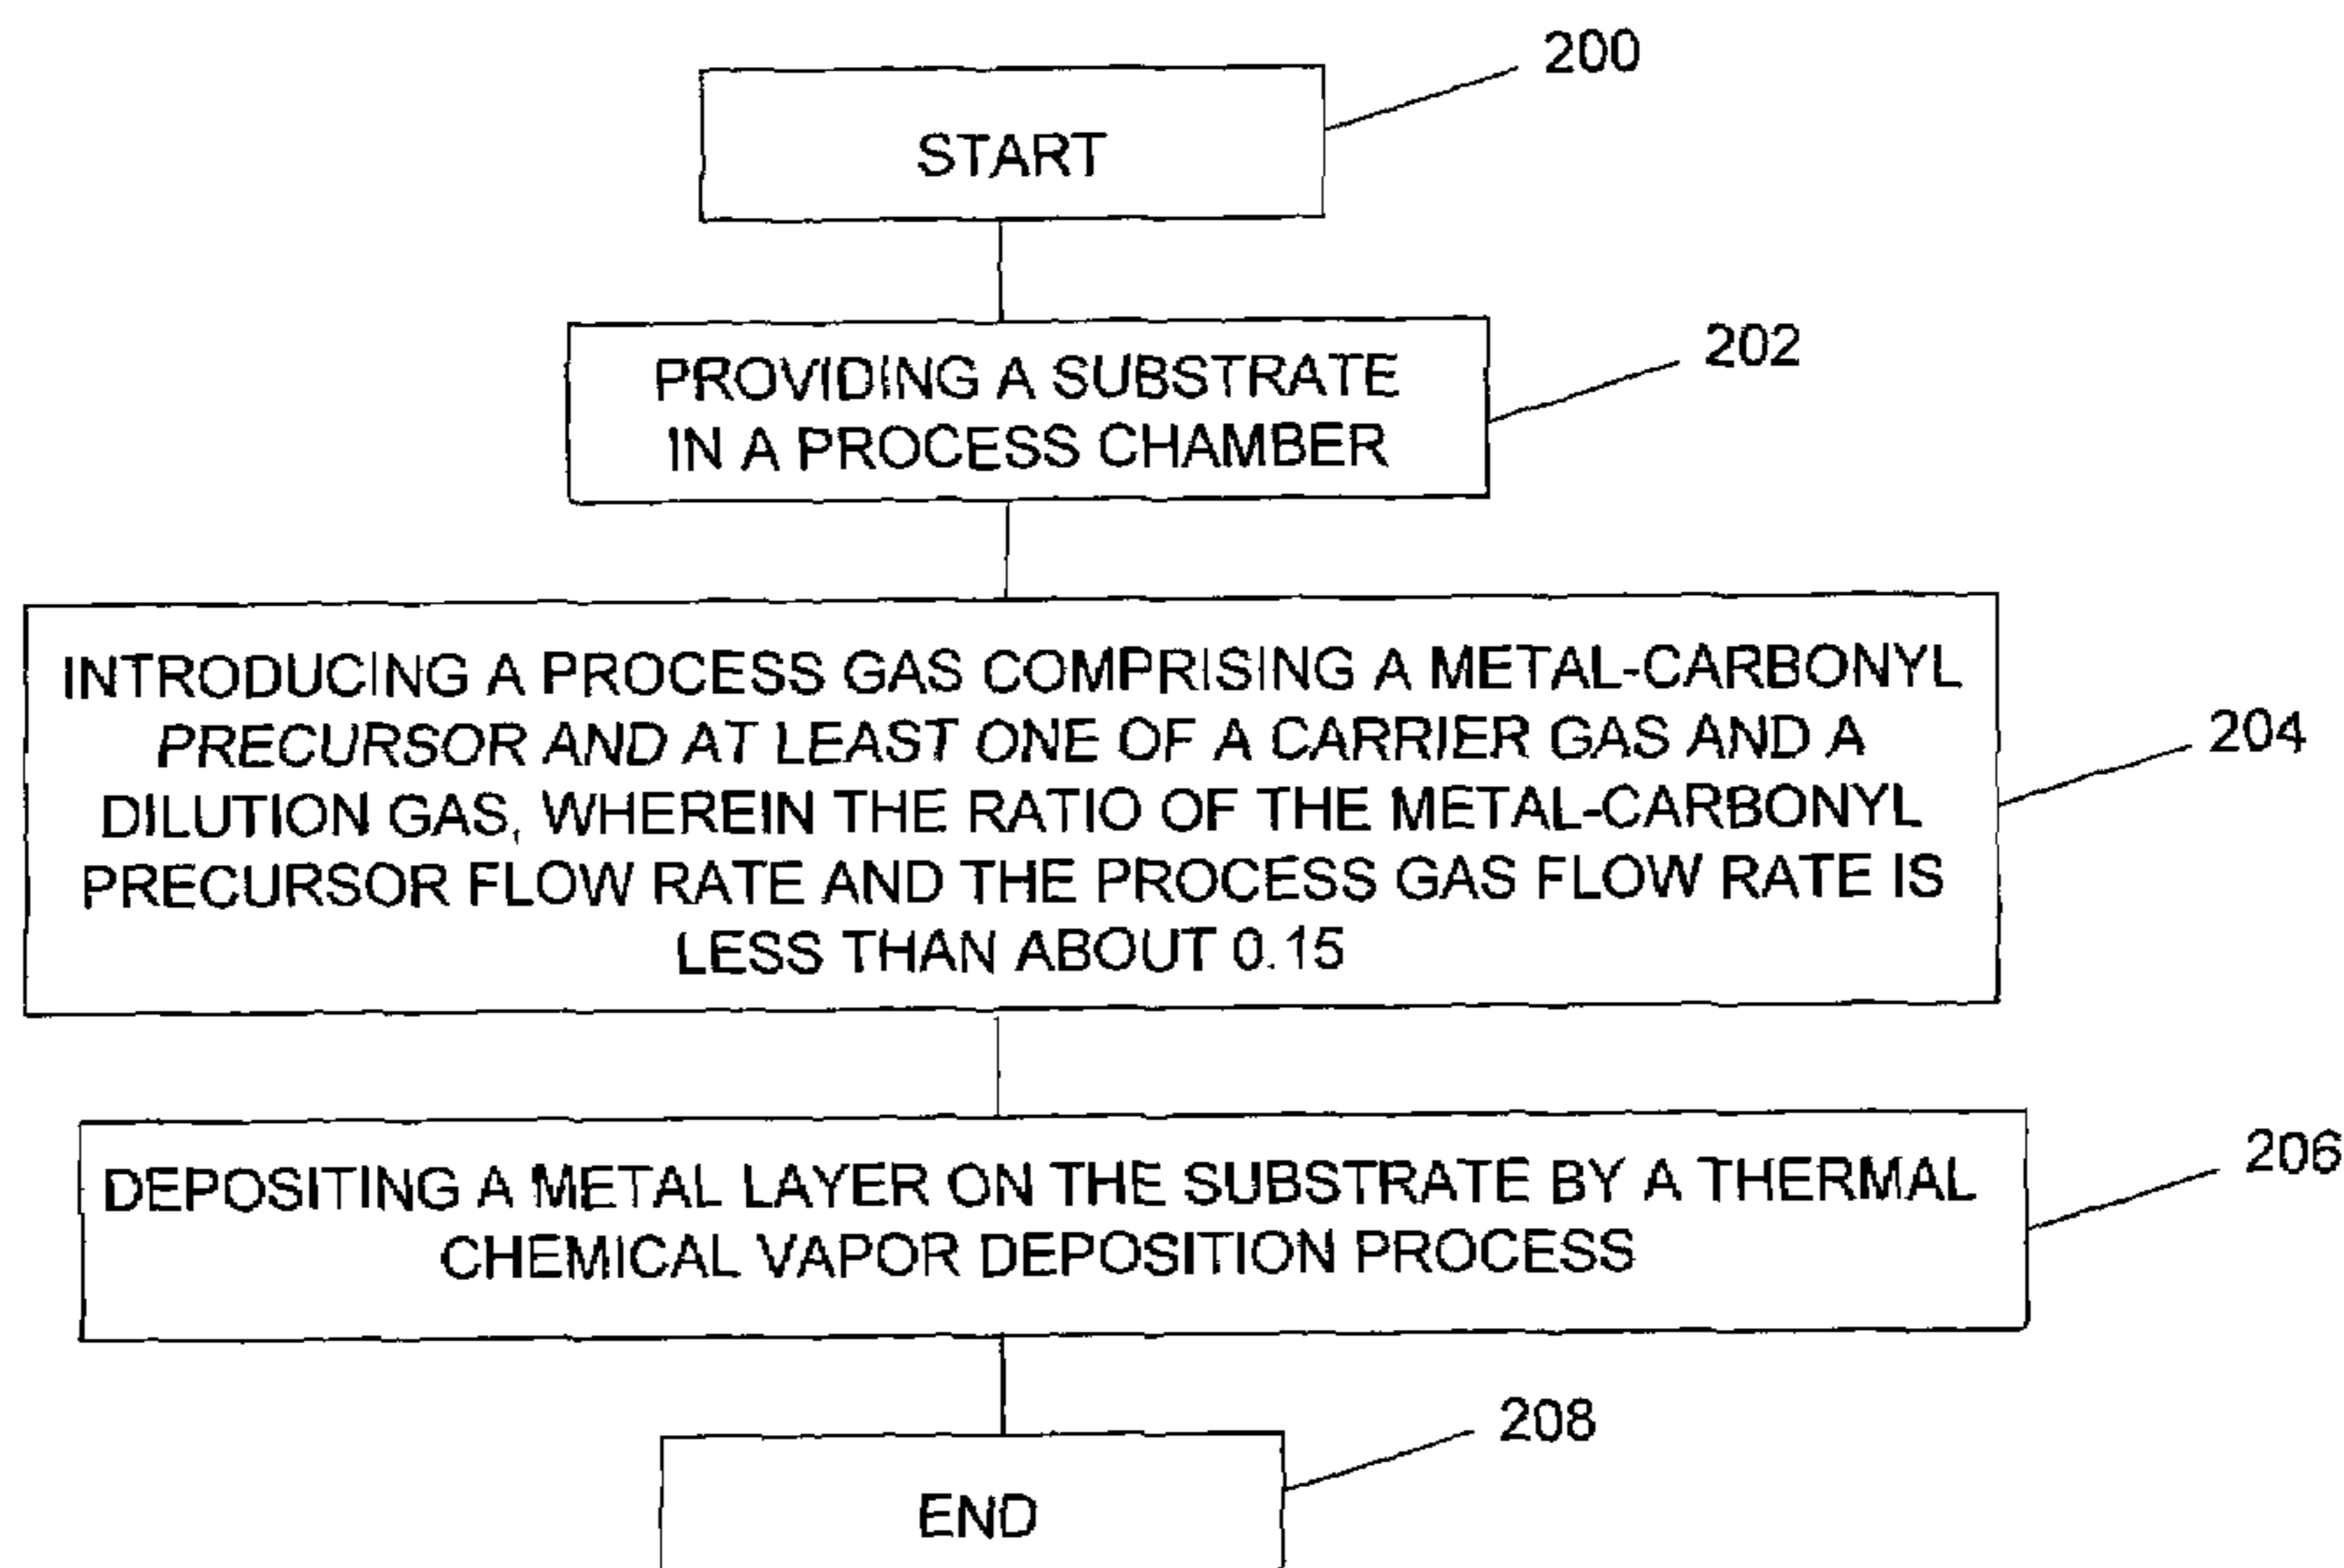 200
START
202
PROVIDING A SUBSTRATE
IN A PROCESS CHAMBER
INTRODUCING A PROCESS GAS COMPRISING A METAL-CARBONYL
PRECURSOR AND AT LEAST ONE OF A CARRIER GAS AND A
DILUTION GAS, WHEREIN THE RATIO OF THE METAL-CARBONYL
PRECURSOR FLOW RATE AND THE PROCESS GAS FLOW RATE IS
LESS THAN ABOUT 0.15
204
DEPOSITING A METAL LAYER ON THE SUBSTRATE BY A THERMAL
CHEMICAL VAPOR DEPOSITION PROCESS
206
208
END